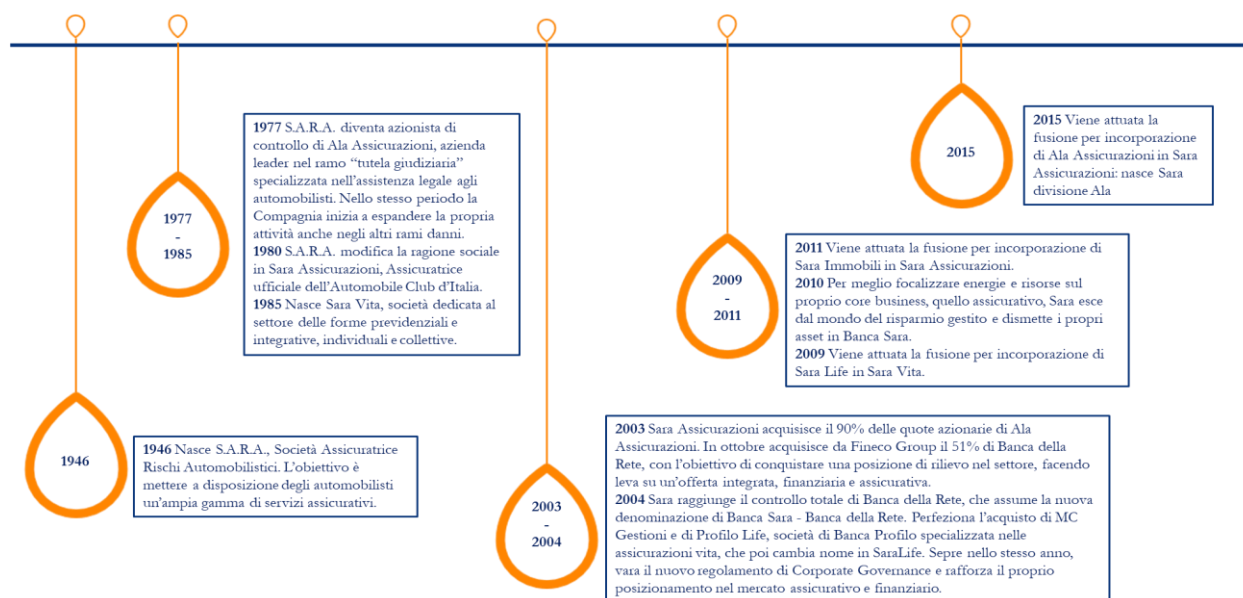 1946
1946 Nasce S.A.R.A., Società Assicuratrice
Rischi Automobilistici. L'obiettivo è
mettere a disposizione degli automobilisti
un'ampia gamma di servizi assicurativi.
1977
-
1985
1977 S.A.R.A. diventa azionista di
controllo di Ala Assicurazioni, azienda
leader nel ramo “tutela giudiziaria”
specializzata nell'assistenza legale agli
automobilisti. Nello stesso periodo la
Compagnia inizia a espandere la propria
attività anche negli altri rami danni.
1980 S.A.R.A. modifica la ragione sociale
in Sara Assicurazioni, Assicuratrice
ufficiale dell'Automobile Club d'Italia.
1985 Nasce Sara Vita, società dedicata al
settore delle forme previdenziali e
integrative, individuali e collettive.
2003
-
2004
2003 Sara Assicurazioni acquisisce il 90% delle quote azionarie di Ala
Assicurazioni. In ottobre acquisisce da Fineco Group il 51% di Banca della
Rete, con l'obiettivo di conquistare una posizione di rilievo nel settore, facendo
leva su un'offerta integrata, finanziaria e assicurativa.
2004 Sara raggiunge il controllo totale di Banca della Rete, che assume la nuova
denominazione di Banca Sara - Banca della Rete. Perfeziona l'acquisto di MC
Gestioni e di Profilo Life, società di Banca Profilo specializzata nelle
assicurazioni vita, che poi cambia nome in SaraLife. Sepre nello stesso anno,
vara il nuovo regolamento di Corporate Governance e rafforza il proprio
posizionamento nel mercato assicurativo e finanziario.
2009
-
2011
2011 Viene attuata la fusione per incorporazione di
Sara Immobili in Sara Assicurazioni.
2010 Per meglio focalizzare energie e risorse sul
proprio core business, quello assicurativo, Sara esce
dal mondo del risparmio gestito e dismette i propri
asset in Banca Sara.
2009 Viene attuata la fusione per incorporazione di
Sara Life in Sara Vita.
2015
2015 Viene attuata la
fusione per incorporazione
di Ala Assicurazioni in Sara
Assicurazioni: nasce Sara
divisione Ala